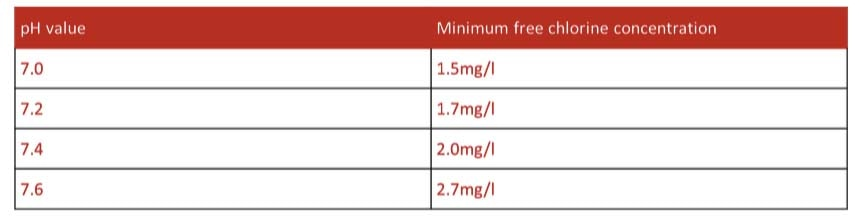 pH value Minimum free chlorine concentration
7.0 1.5mg/l
7.2 1.7mg/l
7.4 2.0mg/l
7.6 2.7mg/l